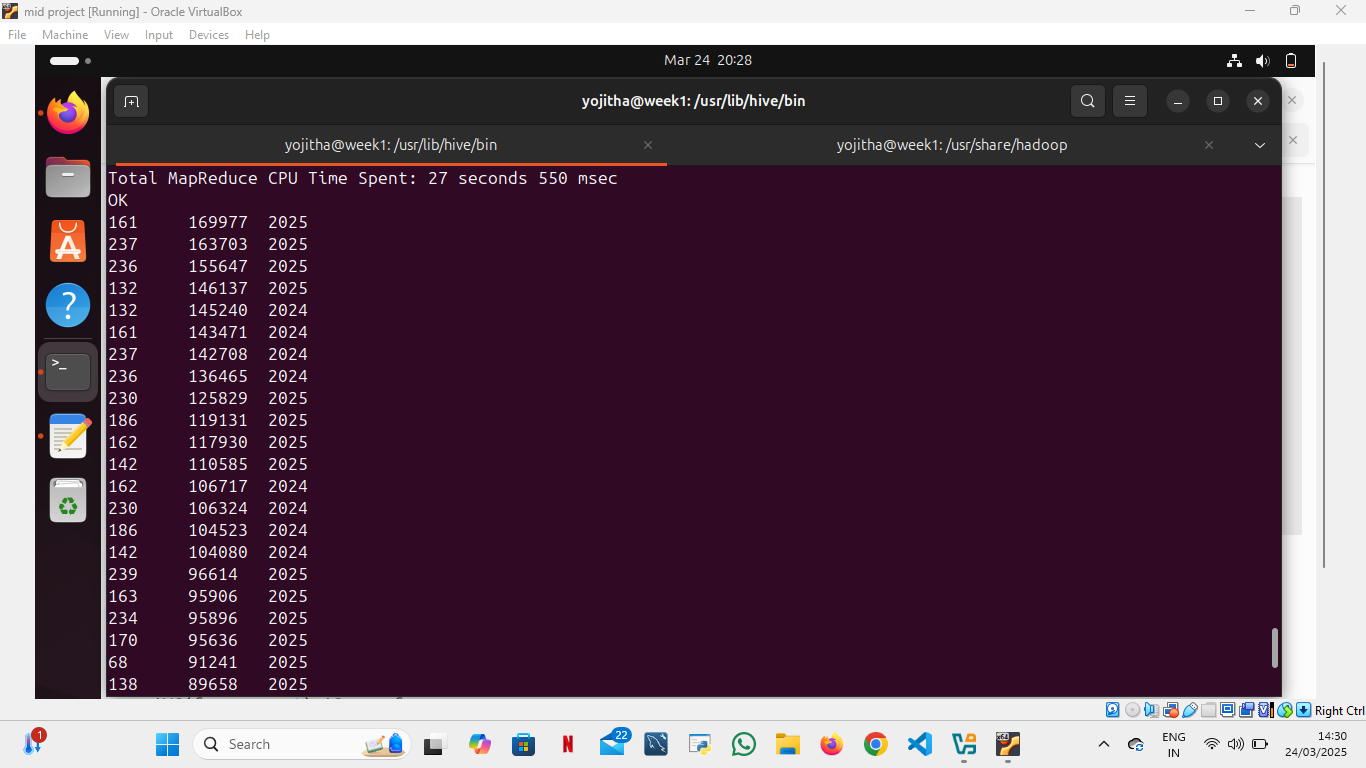 mid project [Running] - Oracle VirtualBox
File Machine View Input Devices Help
Mar 24 20:28
yojitha@week1: /usr/lib/hive/bin
yojitha@week1: /usr/lib/hive/bin
yojitha@week1: /usr/share/hadoop
Total MapReduce CPU Time Spent: 27 seconds 550 msec
OK
161 169977 2025
237 163703 2025
236 155647 2025
132 146137 2025
132 145240 2024
161 143471 2024
237 142708 2024
236 136465 2024
230 125829 2025
186 119131 2025
162 117930 2025
142 110585 2025
162 106717 2024
230 106324 2024
186 104523 2024
142 104080 2024
239 96614 2025
163 95906 2025
234 95896 2025
170 95636 2025
68 91241 2025
138 89658 2025
Right Ctrl
1
Search
22
ENG
IN
14:30
24/03/2025